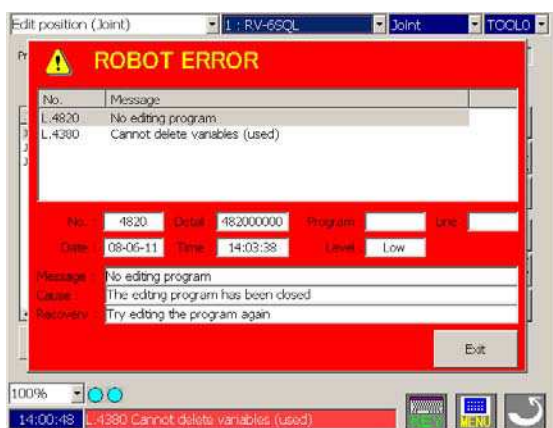 Edit position (Joint) 1 : RV-6SQL Joint TOOL0
Pr
ROBOT ERROR
No. Message
L.4820 No editing program
L.4380 Cannot delete variables (used)
No. : 4820 Detail : 482000000 Program : Line :
Date : 08-06-11 Time : 14:03:38 Level : Low
Message : No editing program
Cause : The editing program has been closed
Recovery : Try editing the program again
Exit
100%
14:00:48 L.4380 Cannot delete variables (used) KEY MENU